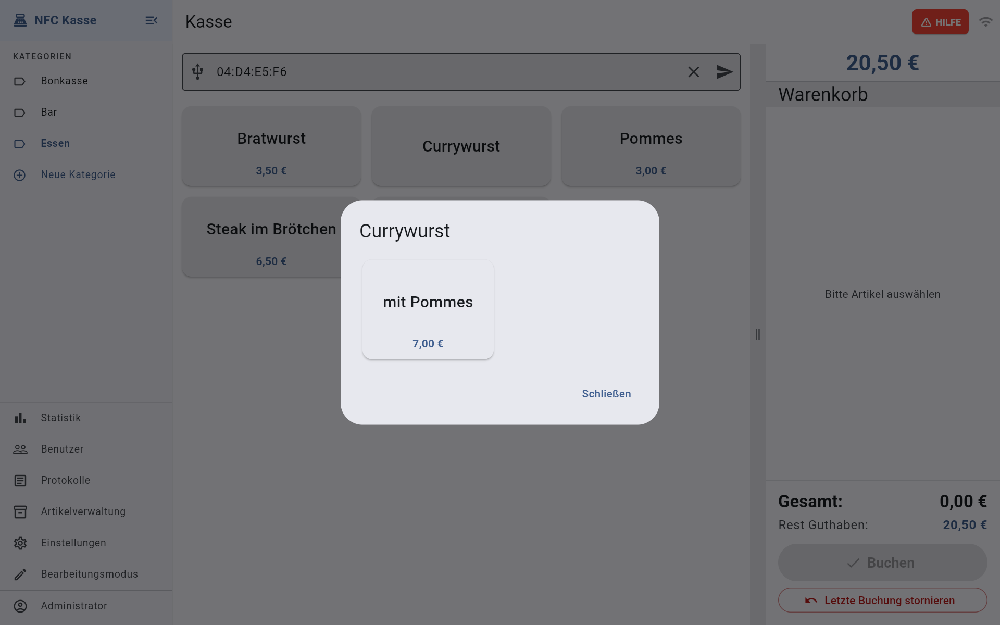 NFC Kasse
KATEGORIEN
Bonkasse
Bar
Essen
Neue Kategorie
Statistik
Benutzer
Protokolle
Artikelverwaltung
Einstellungen
Bearbeitungsmodus
Administrator
Kasse
HILFE
04:D4:E5:F6
Bratwurst
3,50 €
Currywurst
Pommes
3,00 €
Steak im Brötchen
6,50 €
Currywurst
mit Pommes
7,00 €
Schließen
20,50 €
Warenkorb
Bitte Artikel auswählen
Gesamt: 0,00 €
Rest Guthaben: 20,50 €
Buchen
Letzte Buchung stornieren